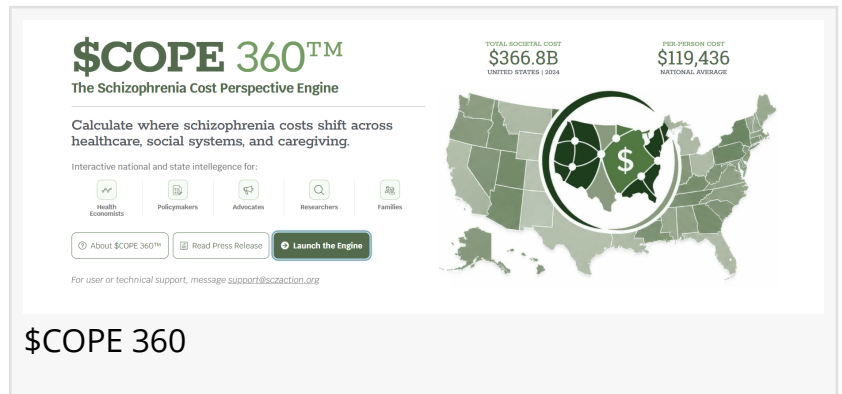 $COPE 360™
The Schizophrenia Cost Perspective Engine
Calculate where schizophrenia costs shift across
healthcare, social systems, and caregiving.
Interactive national and state intellegence for:
Health
Economists
Policymakers
Advocates
Researchers
Families
About $COPE 360™
Read Press Release
Launch the Engine
For user or technical support, message support@sczaction.org
TOTAL SOCIETAL COST
$366.8B
UNITED STATES | 2024
PER-PERSON COST
$119,436
NATIONAL AVERAGE
$
$COPE 360